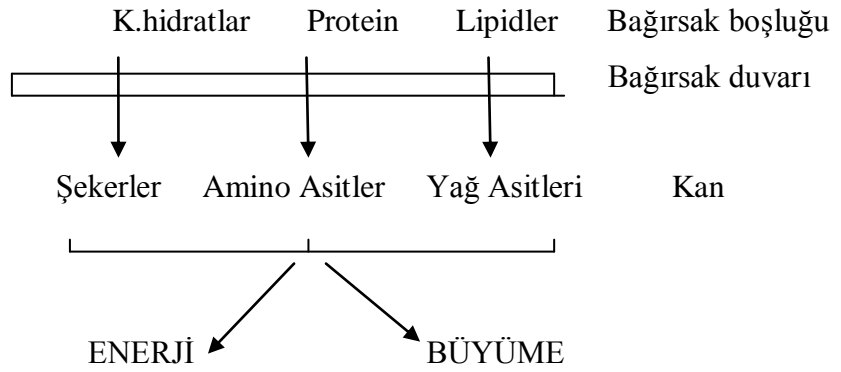 K.hidratlar Protein Lipidler Bağırsak boşluğu
Bağırsak duvarı
Şekerler Amino Asitler Yağ Asitleri Kan
ENERJİ BÜYÜME